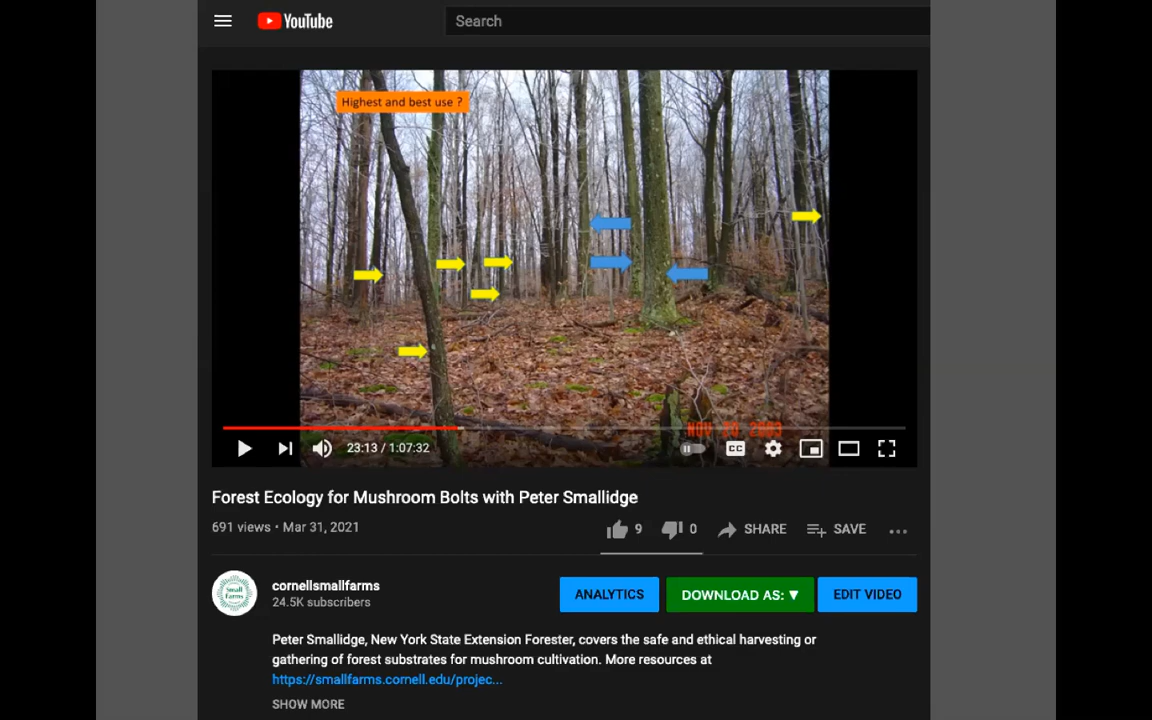 YouTube
Search
Highest and best use ?
23:13 / 1:07:32
CC
Forest Ecology for Mushroom Bolts with Peter Smallidge
691 views • Mar 31, 2021
9
0
SHARE
SAVE
Small
Farms
cornellsmallfarms
24.5K subscribers
ANALYTICS
DOWNLOAD AS: ▼
EDIT VIDEO
Peter Smallidge, New York State Extension Forester, covers the safe and ethical harvesting or
gathering of forest substrates for mushroom cultivation. More resources at
https://smallfarms.cornell.edu/projec...
SHOW MORE